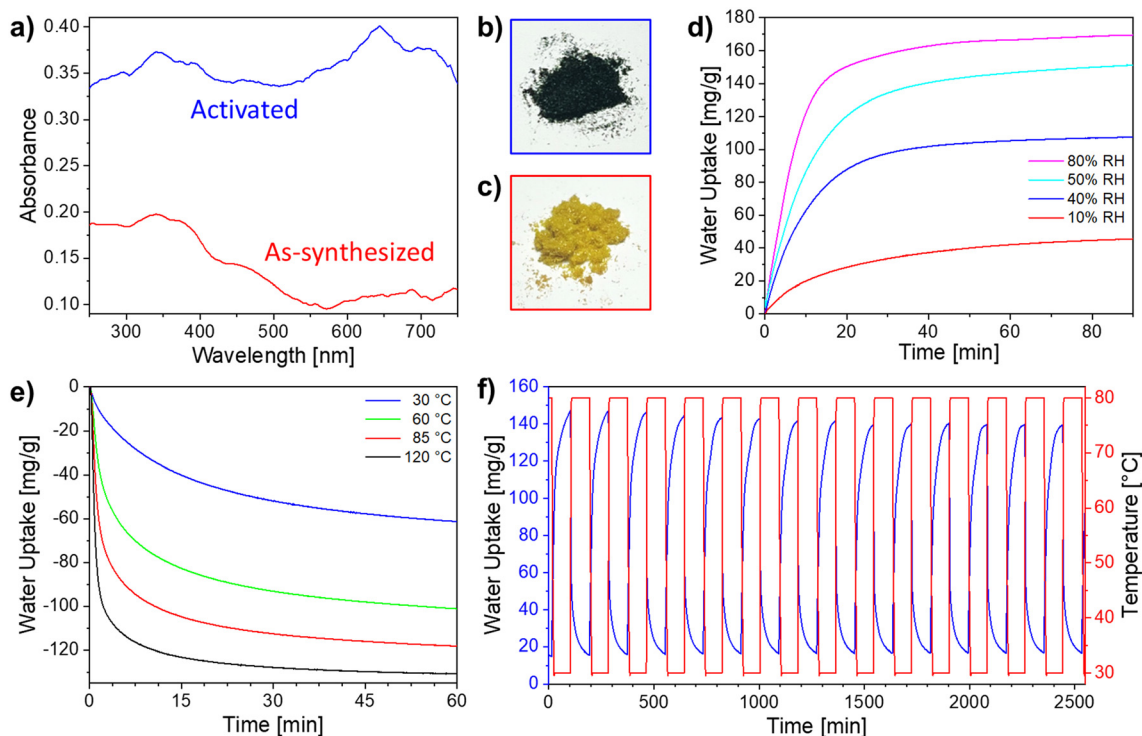 a)
0.40
0.35
0.30
0.25
0.20
0.15
0.10
Absorbance
Activated
As-synthesized
300 400 500 600 700
Wavelength [nm]
b)
c)
d)
180
160
140
120
100
80
60
40
20
0
Water Uptake [mg/g]
80% RH
50% RH
40% RH
10% RH
0 20 40 60 80
Time [min]
e)
0
-20
-40
-60
-80
-100
-120
Water Uptake [mg/g]
30 °C
60 °C
85 °C
120 °C
0 15 30 45 60
Time [min]
f)
160
140
120
100
80
60
40
20
0
Water Uptake [mg/g]
80
70
60
50
40
30
Temperature [°C]
0 500 1000 1500 2000 2500
Time [min]